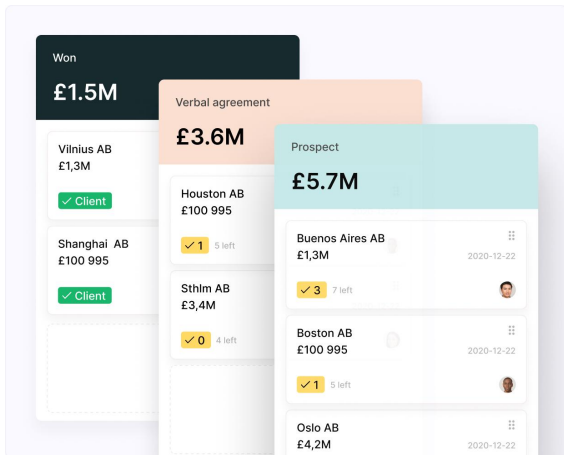 Won
£1.5M
Vilnius AB
£1,3M
Client
Shanghai AB
£100 995
Client
Verbal agreement
£3.6M
Houston AB
£100 995
1 5 left
Sthlm AB
£3,4M
0 4 left
Prospect
£5.7M
Buenos Aires AB
£1,3M 2020-12-22
3 7 left
Boston AB
£100 995 2020-12-22
1 5 left
Oslo AB
£4,2M 2020-12-22